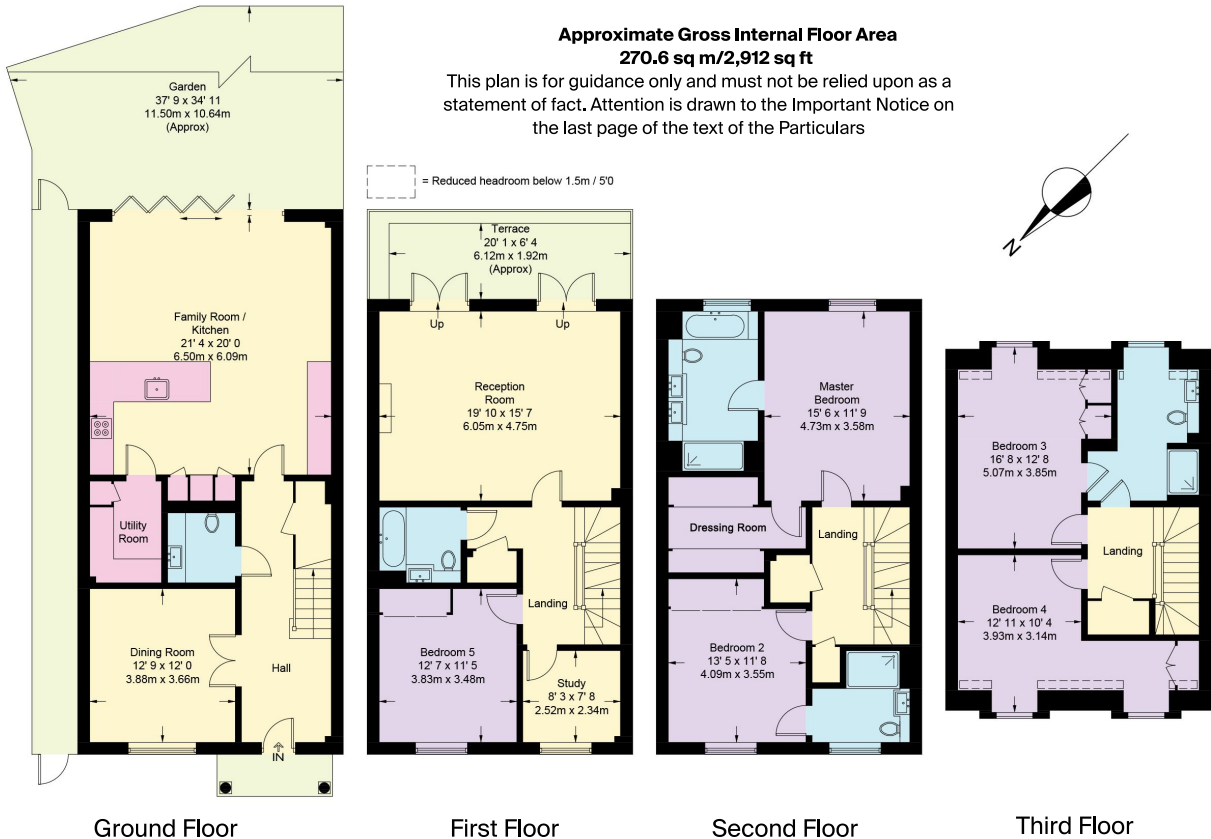 Approximate Gross Internal Floor Area
270.6 sq m/2,912 sq ft
This plan is for guidance only and must not be relied upon as a
statement of fact. Attention is drawn to the Important Notice on
the last page of the text of the Particulars
= Reduced headroom below 1.5m / 5'0
N
Garden
37' 9 x 34' 11
11.50m x 10.64m
(Approx)
Family Room /
Kitchen
21' 4 x 20' 0
6.50m x 6.09m
Utility
Room
Dining Room
12' 9 x 12' 0
3.88m x 3.66m
Hall
IN
Ground Floor
Terrace
20' 1 x 6' 4
6.12m x 1.92m
(Approx)
Up
Up
Reception
Room
19' 10 x 15' 7
6.05m x 4.75m
Landing
Bedroom 5
12' 7 x 11' 5
3.83m x 3.48m
Study
8' 3 x 7' 8
2.52m x 2.34m
First Floor
Master
Bedroom
15' 6 x 11' 9
4.73m x 3.58m
Dressing Room
Landing
Bedroom 2
13' 5 x 11' 8
4.09m x 3.55m
Second Floor
Bedroom 3
16' 8 x 12' 8
5.07m x 3.85m
Landing
Bedroom 4
12' 11 x 10' 4
3.93m x 3.14m
Third Floor